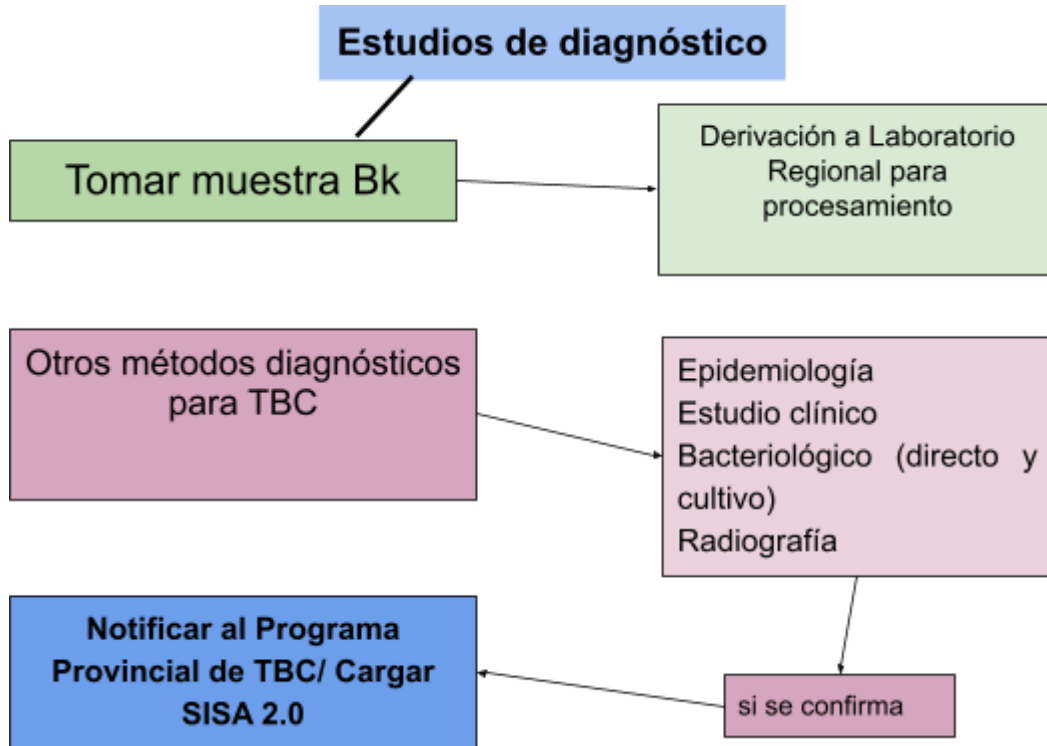 Estudios de diagnóstico
Tomar muestra Bk
Derivación a Laboratorio
Regional para
procesamiento
Otros métodos diagnósticos
para TBC
Epidemiología
Estudio clínico
Bacteriológico (directo y
cultivo)
Radiografía
Notificar al Programa
Provincial de TBC/ Cargar
SISA 2.0
si se confirma